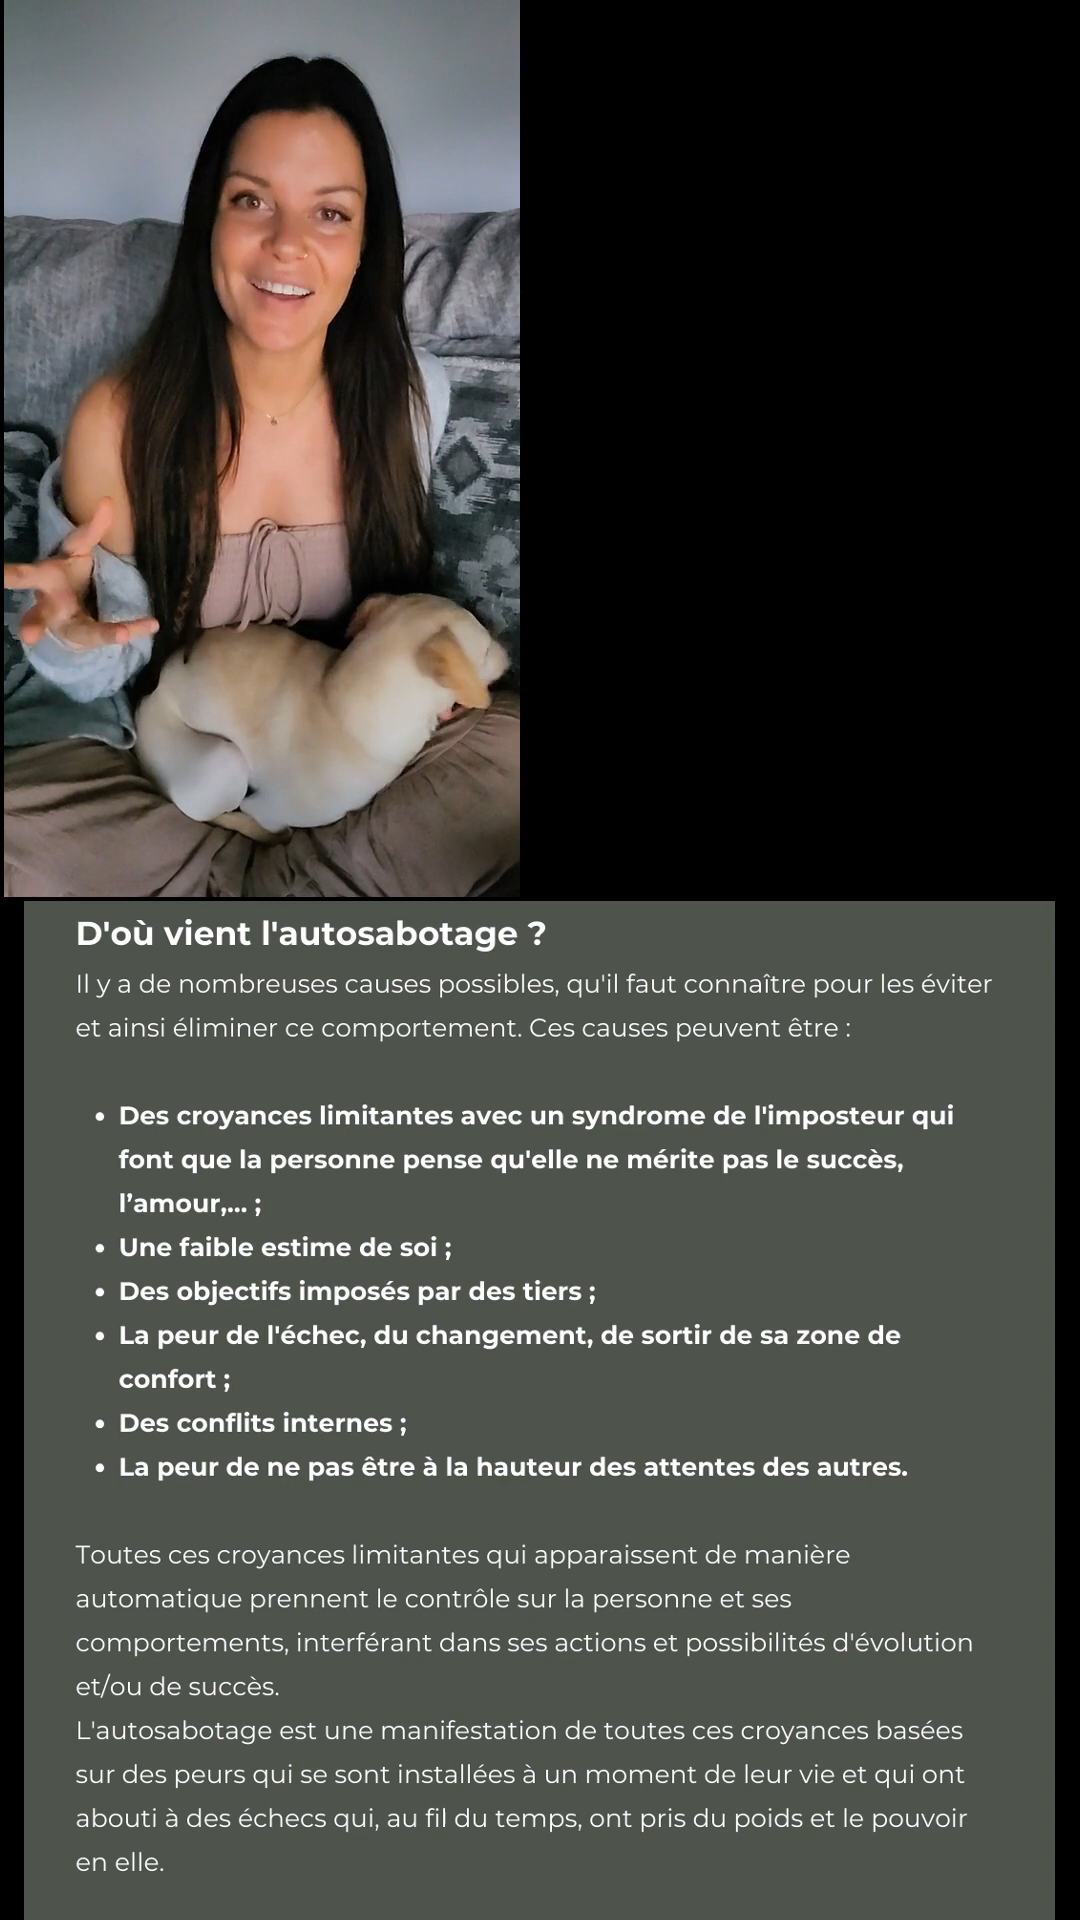 D'où vient l'autosabotage ?
Il y a de nombreuses causes possibles, qu'il faut connaître pour les éviter
et ainsi éliminer ce comportement. Ces causes peuvent être :
• Des croyances limitantes avec un syndrome de l'imposteur qui
font que la personne pense qu'elle ne mérite pas le succès,
l’amour,... ;
• Une faible estime de soi ;
• Des objectifs imposés par des tiers ;
• La peur de l'échec, du changement, de sortir de sa zone de
confort ;
• Des conflits internes ;
• La peur de ne pas être à la hauteur des attentes des autres.
Toutes ces croyances limitantes qui apparaissent de manière
automatique prennent le contrôle sur la personne et ses
comportements, interférant dans ses actions et possibilités d'évolution
et/ou de succès.
L'autosabotage est une manifestation de toutes ces croyances basées
sur des peurs qui se sont installées à un moment de leur vie et qui ont
abouti à des échecs qui, au fil du temps, ont pris du poids et le pouvoir
en elle.